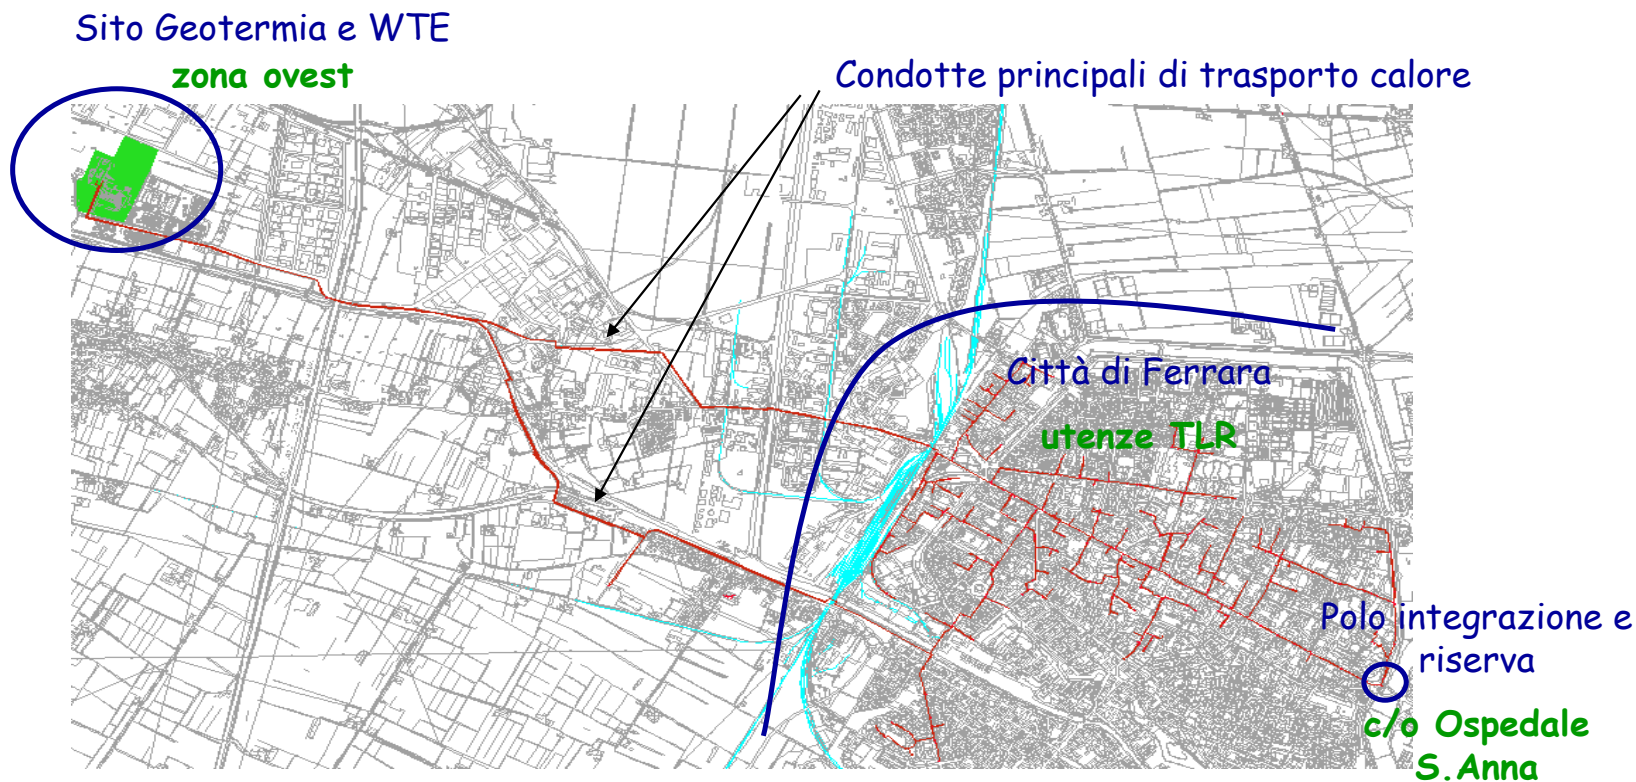 Sito Geotermia e WTE
zona ovest
Condotte principali di trasporto calore
Città di Ferrara
utenze TLR
Polo integrazione e
riserva
c/o Ospedale
S.Anna